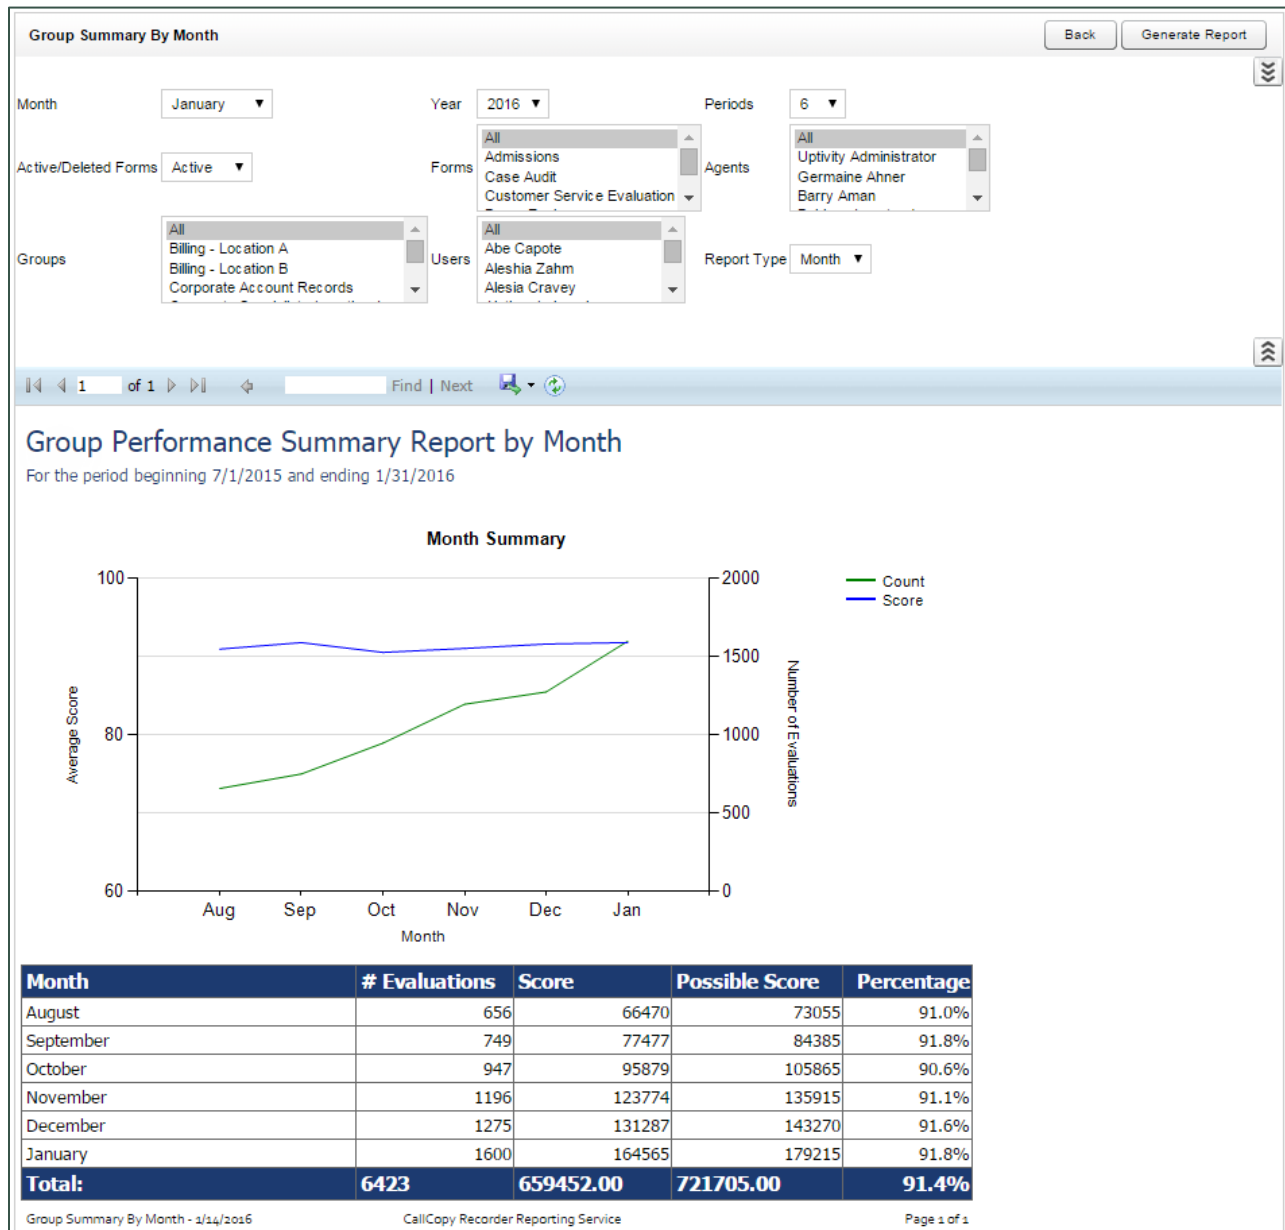 Group Summary By Month
Back
Generate Report
Month
January
Year
2016
Periods
6
Active/Deleted Forms
Active
Forms
All
Admissions
Case Audit
Customer Service Evaluation
Agents
All
Uptivity Administrator
Germaine Ahner
Barry Aman
Groups
All
Billing - Location A
Billing - Location B
Corporate Account Records
Users
All
Abe Capote
Aleshia Zahm
Alesia Cravey
Report Type
Month
1 of 1
Find | Next
Group Performance Summary Report by Month
For the period beginning 7/1/2015 and ending 1/31/2016
Month Summary
100
80
60
Average Score
2000
1500
1000
500
0
Number of Evaluations
Count
Score
Aug Sep Oct Nov Dec Jan
Month
Month # Evaluations Score Possible Score Percentage
August 656 66470 73055 91.0%
September 749 77477 84385 91.8%
October 947 95879 105865 90.6%
November 1196 123774 135915 91.1%
December 1275 131287 143270 91.6%
January 1600 164565 179215 91.8%
Total: 6423 659452.00 721705.00 91.4%
Group Summary By Month - 1/14/2016 CallCopy Recorder Reporting Service Page 1 of 1